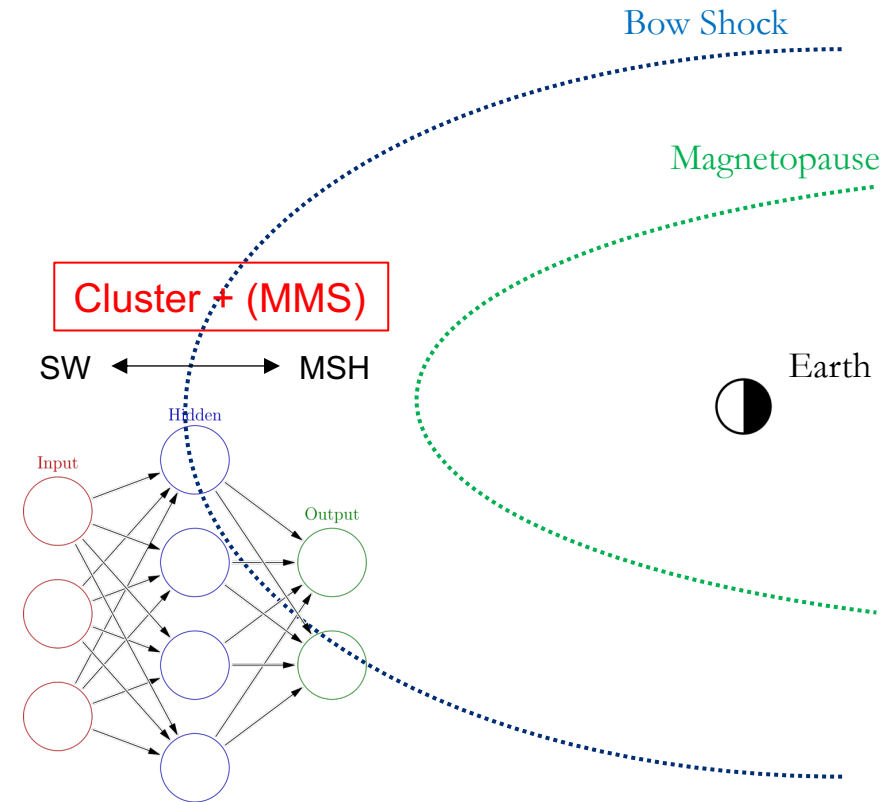 Bow Shock
Magnetopause
Cluster + (MMS)
SW
MSH
Earth
Hidden
Input
Output